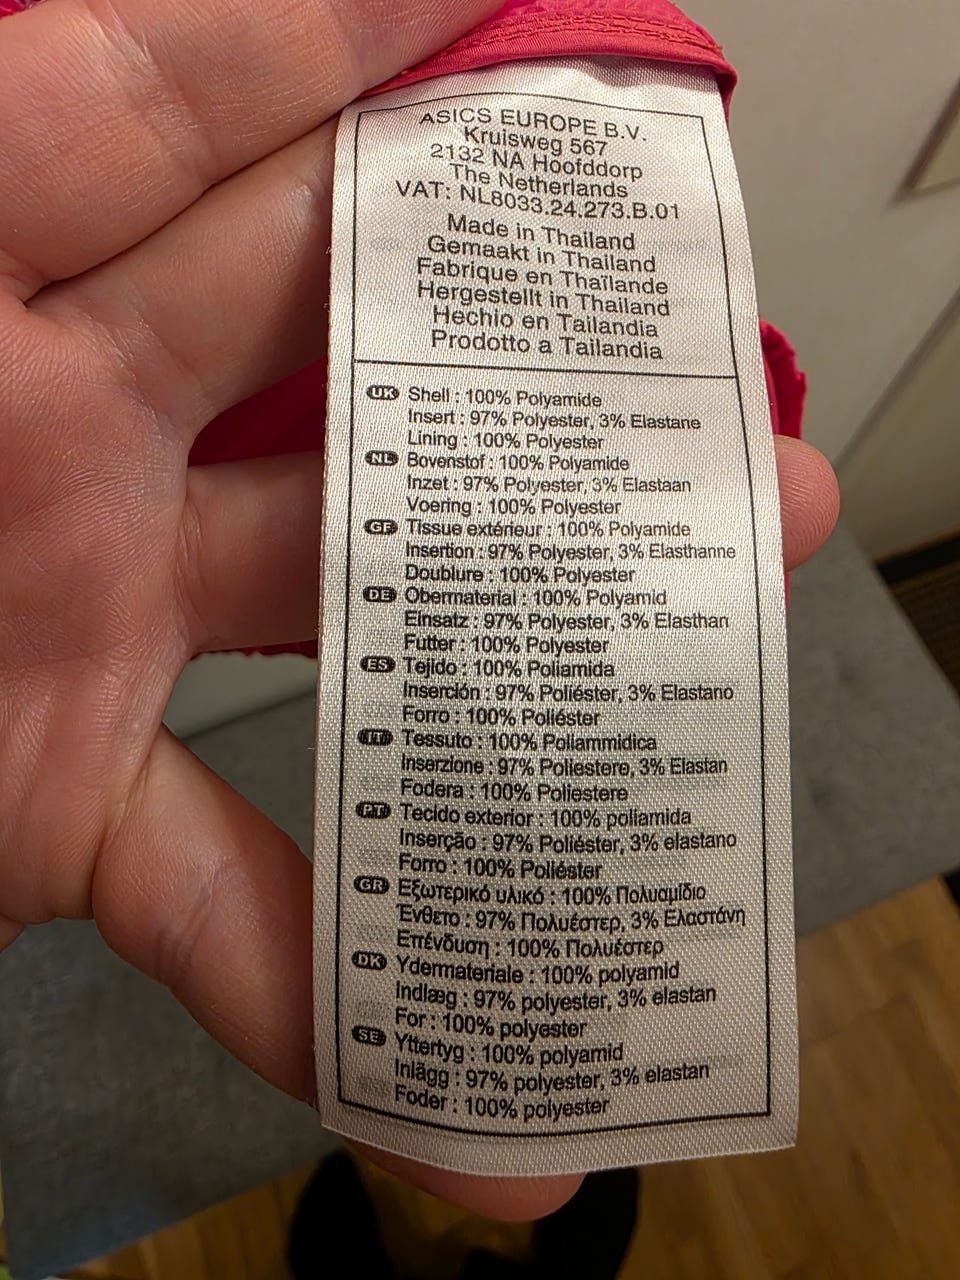 ASICS EUROPE B.V.
Kruisweg 567
2132 NA Hoofddorp
The Netherlands
VAT: NL8033.24.273.B.01
Made in Thailand
Gemaakt in Thailand
Fabrique en Thaïlande
Hergestellt in Thailand
Hechio en Tailandia
Prodotto a Tailandia
UK Shell : 100% Polyamide
Insert : 97% Polyester, 3% Elastane
Lining : 100% Polyester
NL Bovenstof : 100% Polyamide
Inzet : 97% Polyester, 3% Elastaan
Voering : 100% Polyester
GF Tissue extérieur : 100% Polyamide
Insertion : 97% Polyester, 3% Elasthanne
Doublure : 100% Polyester
DE Obermaterial : 100% Polyamid
Einsatz : 97% Polyester, 3% Elasthan
Futter : 100% Polyester
ES Tejido : 100% Poliamida
Inserción : 97% Poliéster, 3% Elastano
Forro : 100% Poliéster
IT Tessuto : 100% Poliammidica
Inserzione : 97% Poliestere, 3% Elastan
Fodera : 100% Poliestere
PT Tecido exterior : 100% poliamida
Inserção : 97% Poliéster, 3% elastano
Forro : 100% Poliéster
GR Εξωτερικό υλικό : 100% Πολυαμίδιο
Ένθετο : 97% Πολυέστερ, 3% Ελαστάνη
Επένδυση : 100% Πολυέστερ
DK Ydermateriale : 100% polyamid
Indlæg : 97% polyester, 3% elastan
For : 100% polyester
SE Yttertyg : 100% polyamid
Inlägg : 97% polyester, 3% elastan
Foder : 100% polyester